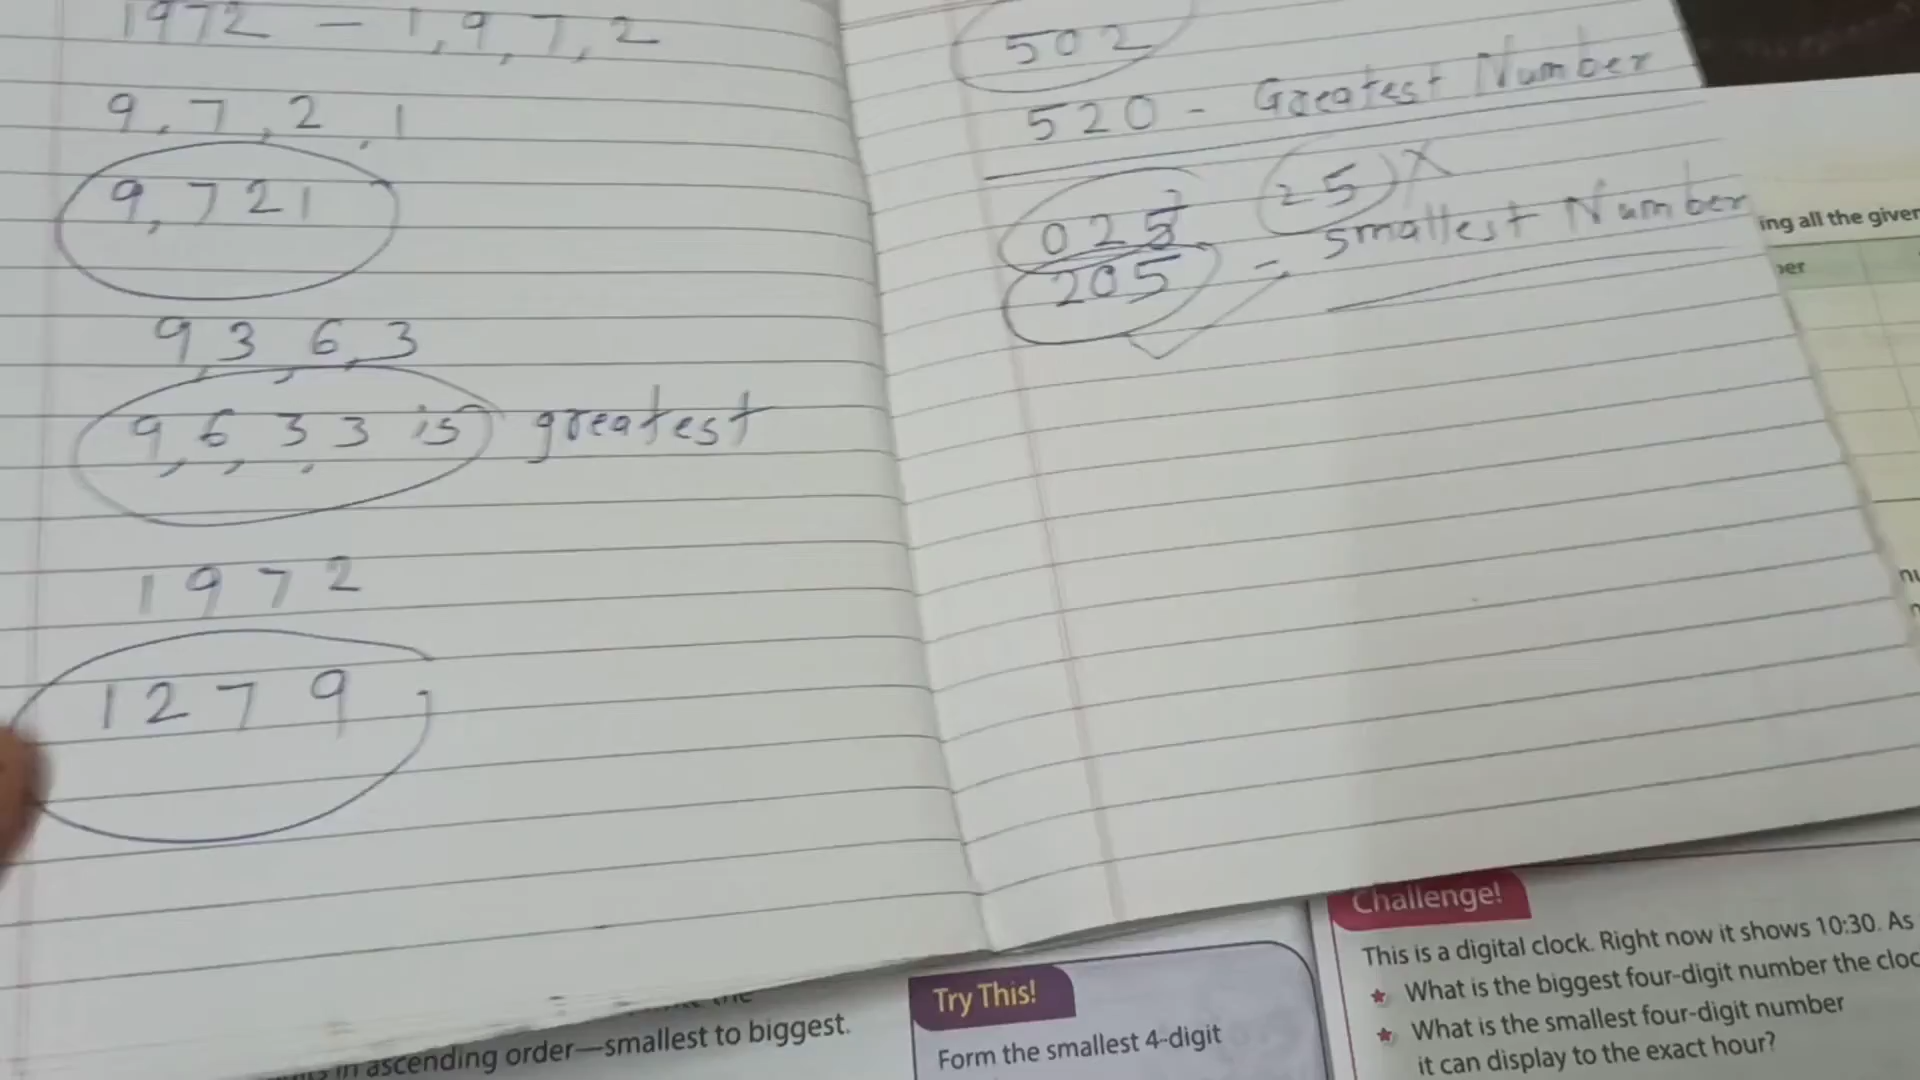 1972 - 1,9,7,2
9,7,2,1
9,721
9,3,6,3
9,6,3,3 is greatest
1972
1279
502
520 - Greatest Number
025 25 X
205 - Smallest Number
ing all the given
in ascending order—smallest to biggest.
Try This!
Form the smallest 4-digit
Challenge!
This is a digital clock. Right now it shows 10:30. As
★ What is the biggest four-digit number the cloc
★ What is the smallest four-digit number
it can display to the exact hour?